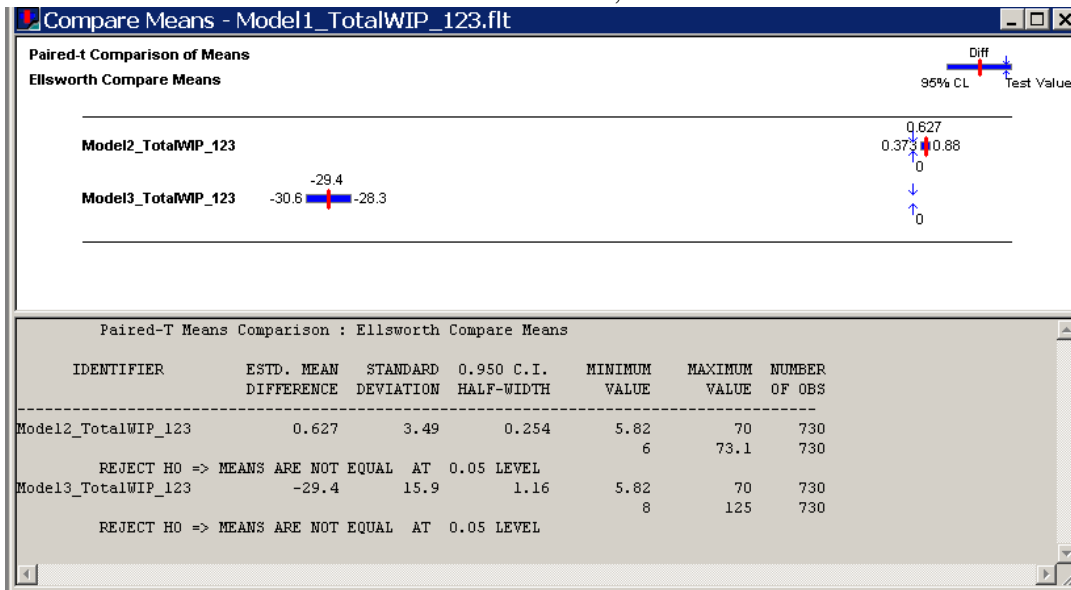 Compare Means - Model1_TotalWIP_123.flt
Paired-t Comparison of Means
Ellsworth Compare Means
Diff
95% CL Test Value
Model2_TotalWIP_123
0.627
0.373 0.88
0
Model3_TotalWIP_123
-29.4
-30.6 -28.3
0
Paired-T Means Comparison : Ellsworth Compare Means
IDENTIFIER ESTD. MEAN STANDARD 0.950 C.I. MINIMUM MAXIMUM NUMBER
DIFFERENCE DEVIATION HALF-WIDTH VALUE VALUE OF OBS
Model2_TotalWIP_123 0.627 3.49 0.254 5.82 70 730
6 73.1 730
REJECT H0 => MEANS ARE NOT EQUAL AT 0.05 LEVEL
Model3_TotalWIP_123 -29.4 15.9 1.16 5.82 70 730
8 125 730
REJECT H0 => MEANS ARE NOT EQUAL AT 0.05 LEVEL